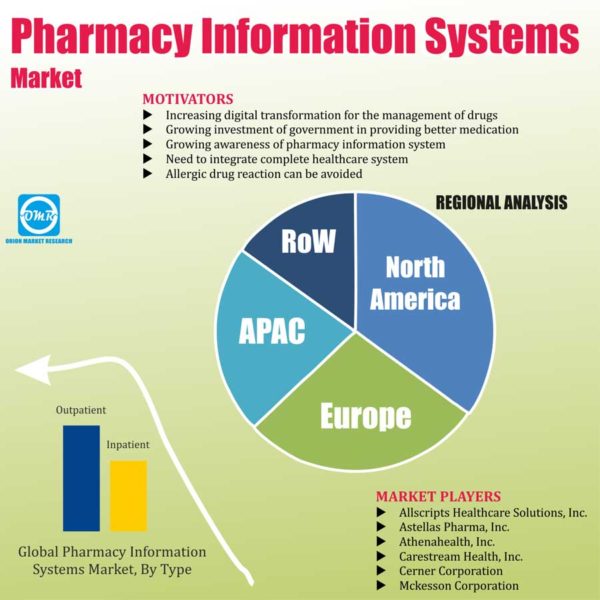 Pharmacy Information Systems
Market
MOTIVATORS
Increasing digital transformation for the management of drugs
Growing investment of government in providing better medication
Growing awareness of pharmacy information system
Need to integrate complete healthcare system
Allergic drug reaction can be avoided
OMR
ORION MARKET RESEARCH
REGIONAL ANALYSIS
RoW
North
America
APAC
Europe
Outpatient
Inpatient
Global Pharmacy Information
Systems Market, By Type
MARKET PLAYERS
Allscripts Healthcare Solutions, Inc.
Astellas Pharma, Inc.
Athenahealth, Inc.
Carestream Health, Inc.
Cerner Corporation
Mckesson Corporation